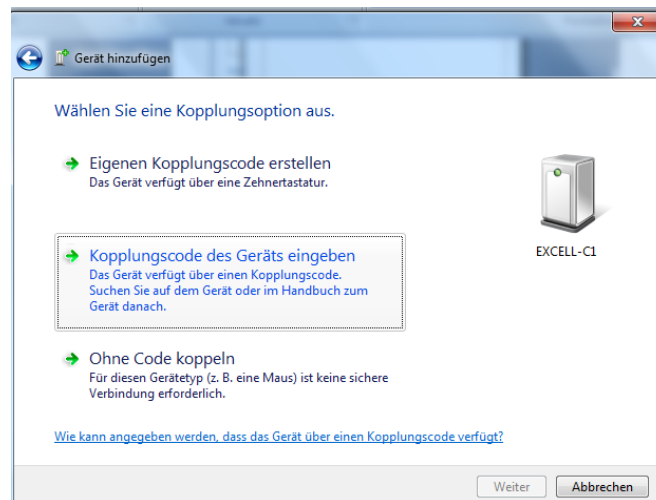 Gerät hinzufügen
Wählen Sie eine Kopplungsoption aus.
Eigenen Kopplungscode erstellen
Das Gerät verfügt über eine Zehnertastatur.
Kopplungscode des Geräts eingeben
Das Gerät verfügt über einen Kopplungscode.
Suchen Sie auf dem Gerät oder im Handbuch zum
Gerät danach.
EXCELL-C1
Ohne Code koppeln
Für diesen Gerätetyp (z. B. eine Maus) ist keine sichere
Verbindung erforderlich.
Wie kann angegeben werden, dass das Gerät über einen Kopplungscode verfügt?
Weiter
Abbrechen